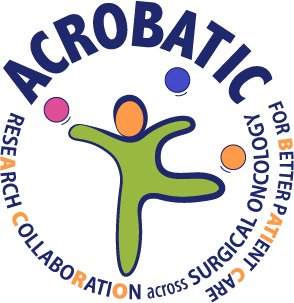 ACROBATIC
RESEARCH COLLABORATION across SURGICAL ONCOLOGY FOR BETTER PATIENT CARE